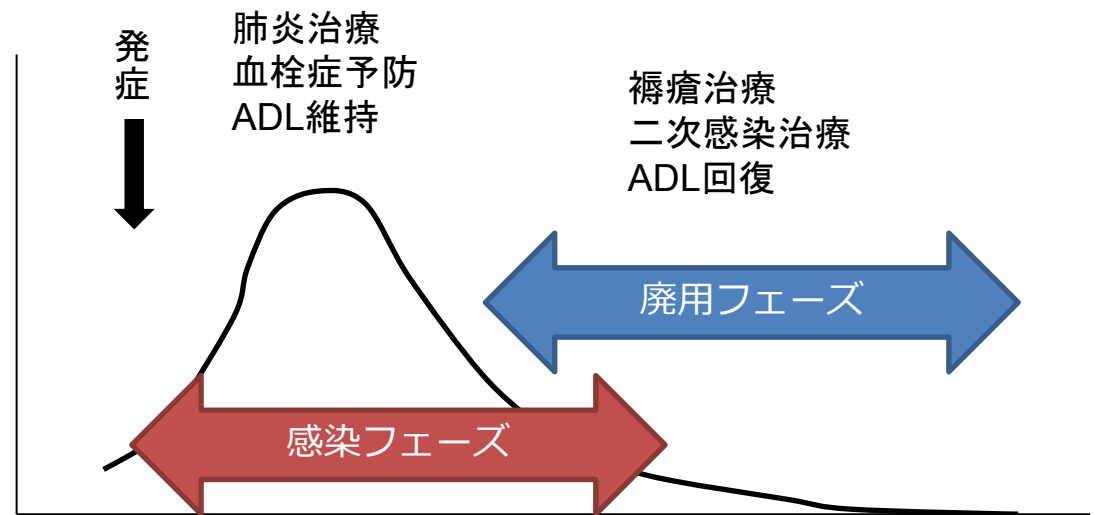 発症
肺炎治療
血栓症予防
ADL維持
褥瘡治療
二次感染治療
ADL回復
廃用フェーズ
感染フェーズ